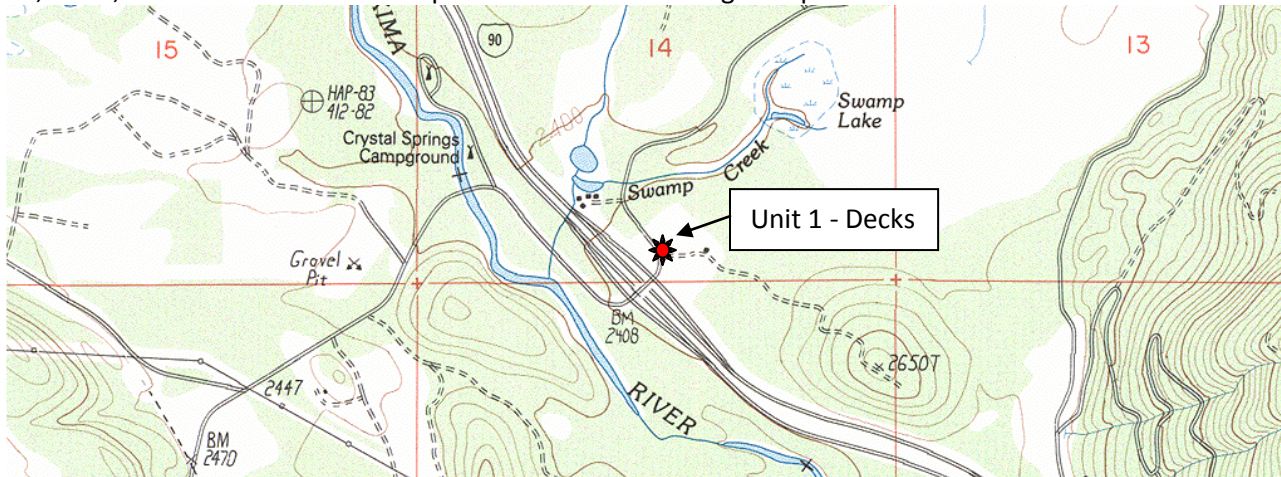 15
IMA
90
14
13
HAP-83
412-82
2400
Swamp
Lake
Crystal Springs
Campground
Swamp Creek
Unit 1 - Decks
Gravel
Pit
BM
2408
2650T
2447
RIVER
BM
2470